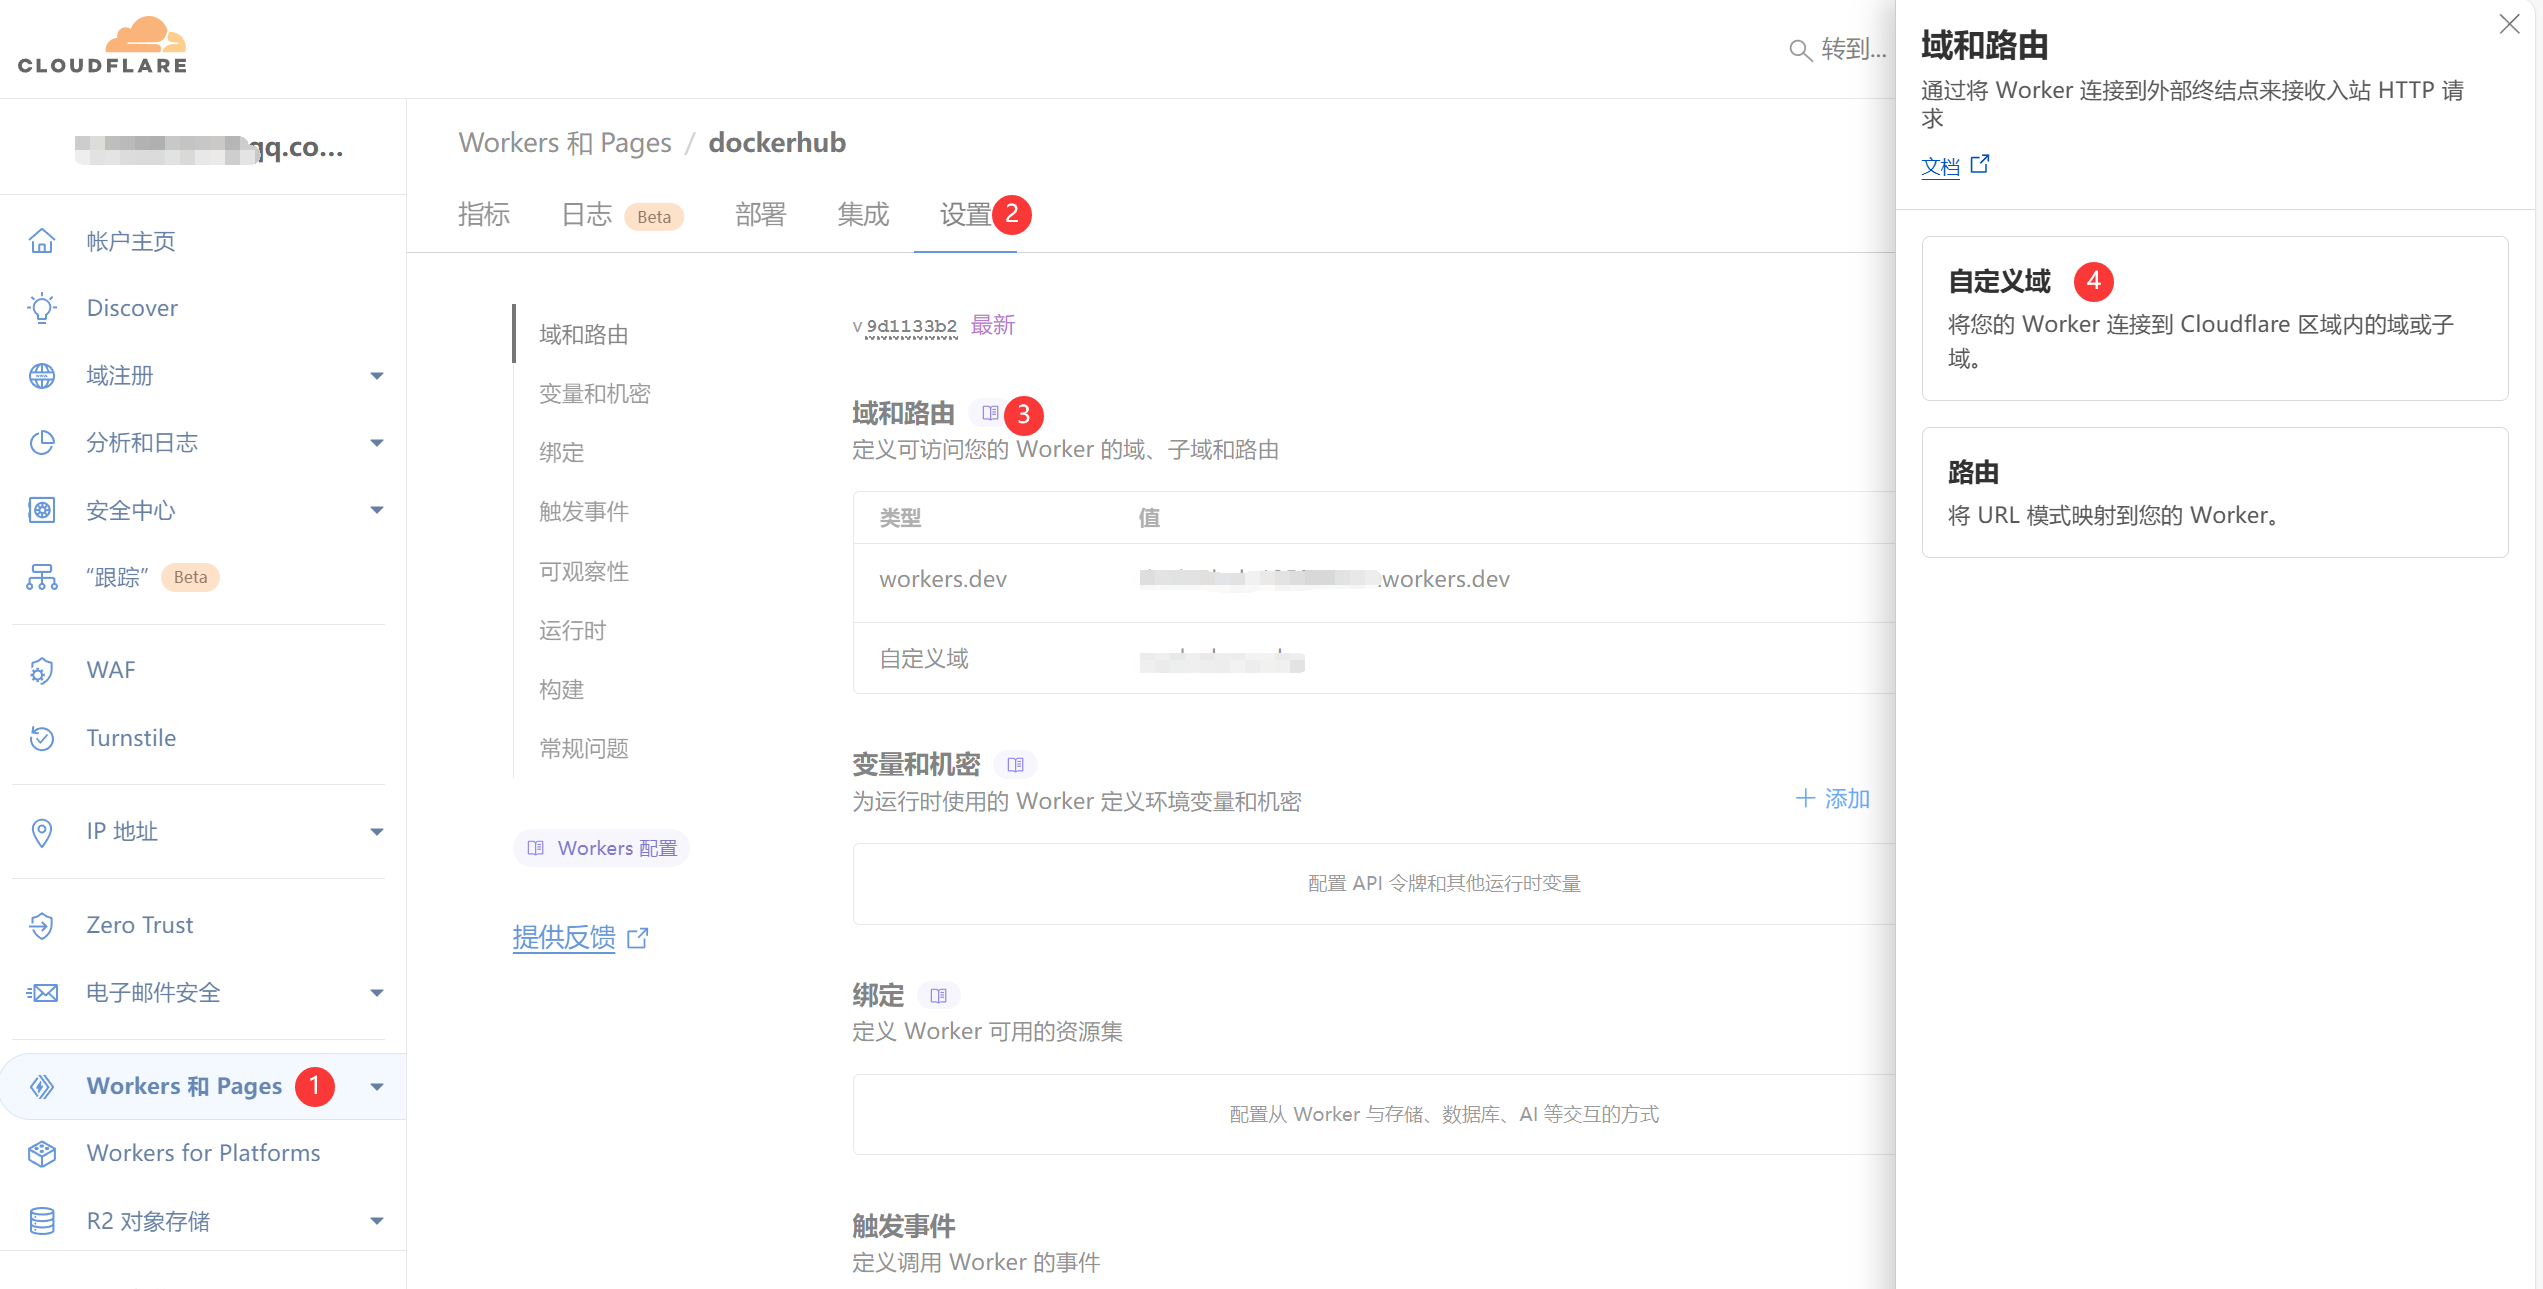 CLOUDFLARE
转到...
qq.co...
帐户主页
Discover
域注册
分析和日志
安全中心
“跟踪” Beta
WAF
Turnstile
IP 地址
Zero Trust
电子邮件安全
Workers 和 Pages 1
Workers for Platforms
R2 对象存储
Workers 和 Pages / dockerhub
指标 日志 Beta 部署 集成 设置 2
域和路由
变量和机密
绑定
触发事件
可观察性
运行时
构建
常规问题
Workers 配置
提供反馈
v 9d1133b2 最新
域和路由 3
定义可访问您的 Worker 的域、子域和路由
类型 值
workers.dev .workers.dev
自定义域
变量和机密
为运行时使用的 Worker 定义环境变量和机密
添加
配置 API 令牌和其他运行时变量
绑定
定义 Worker 可用的资源集
配置从 Worker 与存储、数据库、AI 等交互的方式
触发事件
定义调用 Worker 的事件
域和路由
通过将 Worker 连接到外部终结点来接收入站 HTTP 请
求
文档
自定义域 4
将您的 Worker 连接到 Cloudflare 区域内的域或子
域。
路由
将 URL 模式映射到您的 Worker。